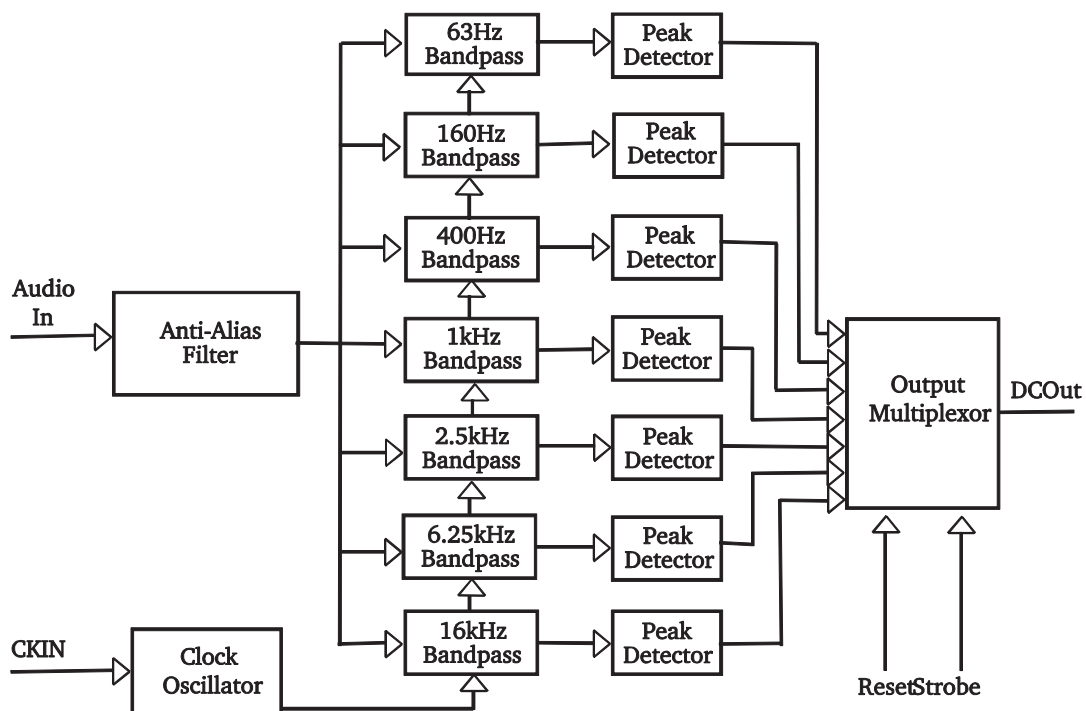 63Hz
Bandpass
Peak
Detector
160Hz
Bandpass
Peak
Detector
400Hz
Bandpass
Peak
Detector
Audio
In
Anti-Alias
Filter
1kHz
Bandpass
Peak
Detector
Output
Multiplexor
DCOut
2.5kHz
Bandpass
Peak
Detector
6.25kHz
Bandpass
Peak
Detector
16kHz
Bandpass
Peak
Detector
CKIN
Clock
Oscillator
ResetStrobe